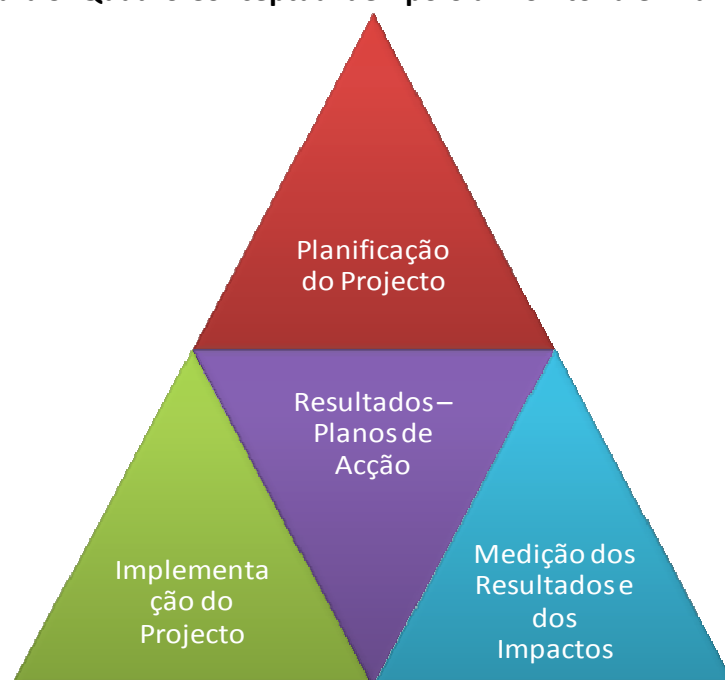 Planificação
do Projecto
Resultados –
Planos de
Acção
Implementa
ção do
Projecto
Medição dos
Resultados e
dos
Impactos